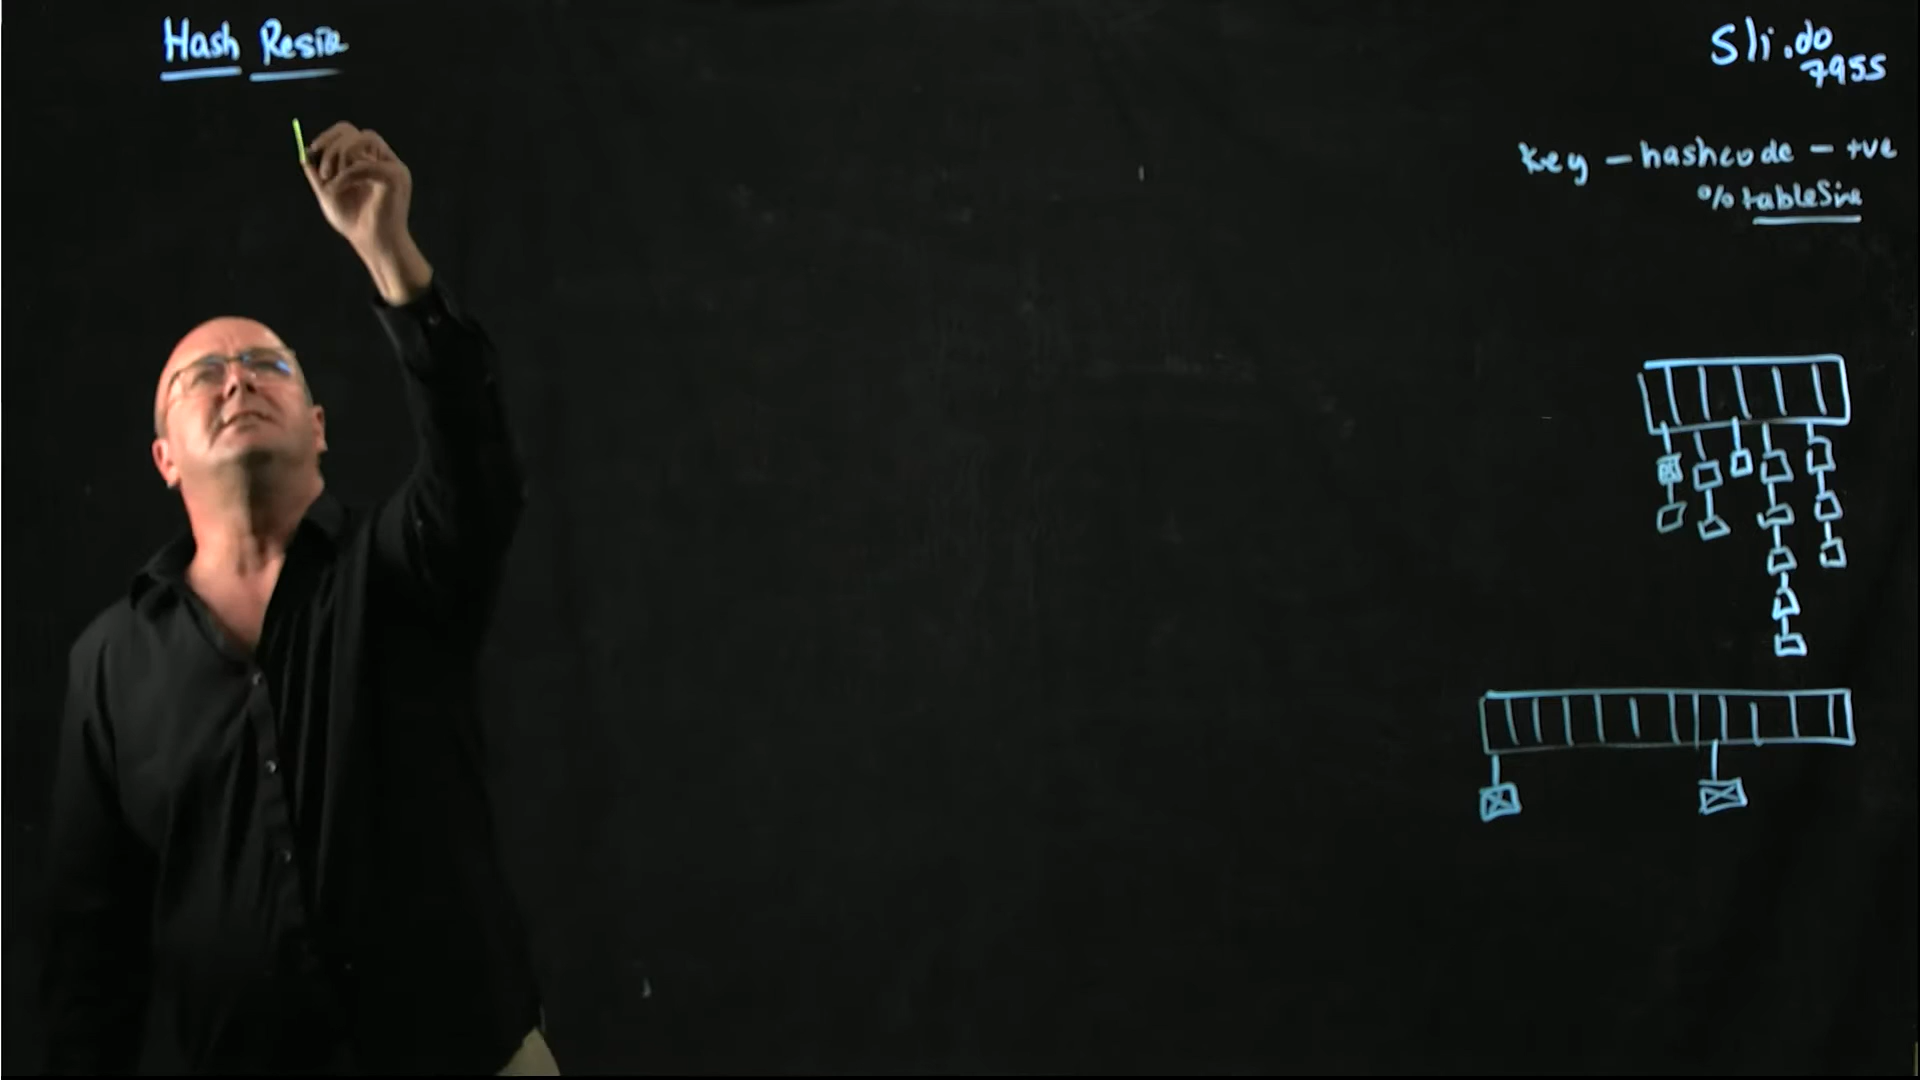 Hash Resize
Sli.do
7955
Key - hashcode - +ve
% tableSize